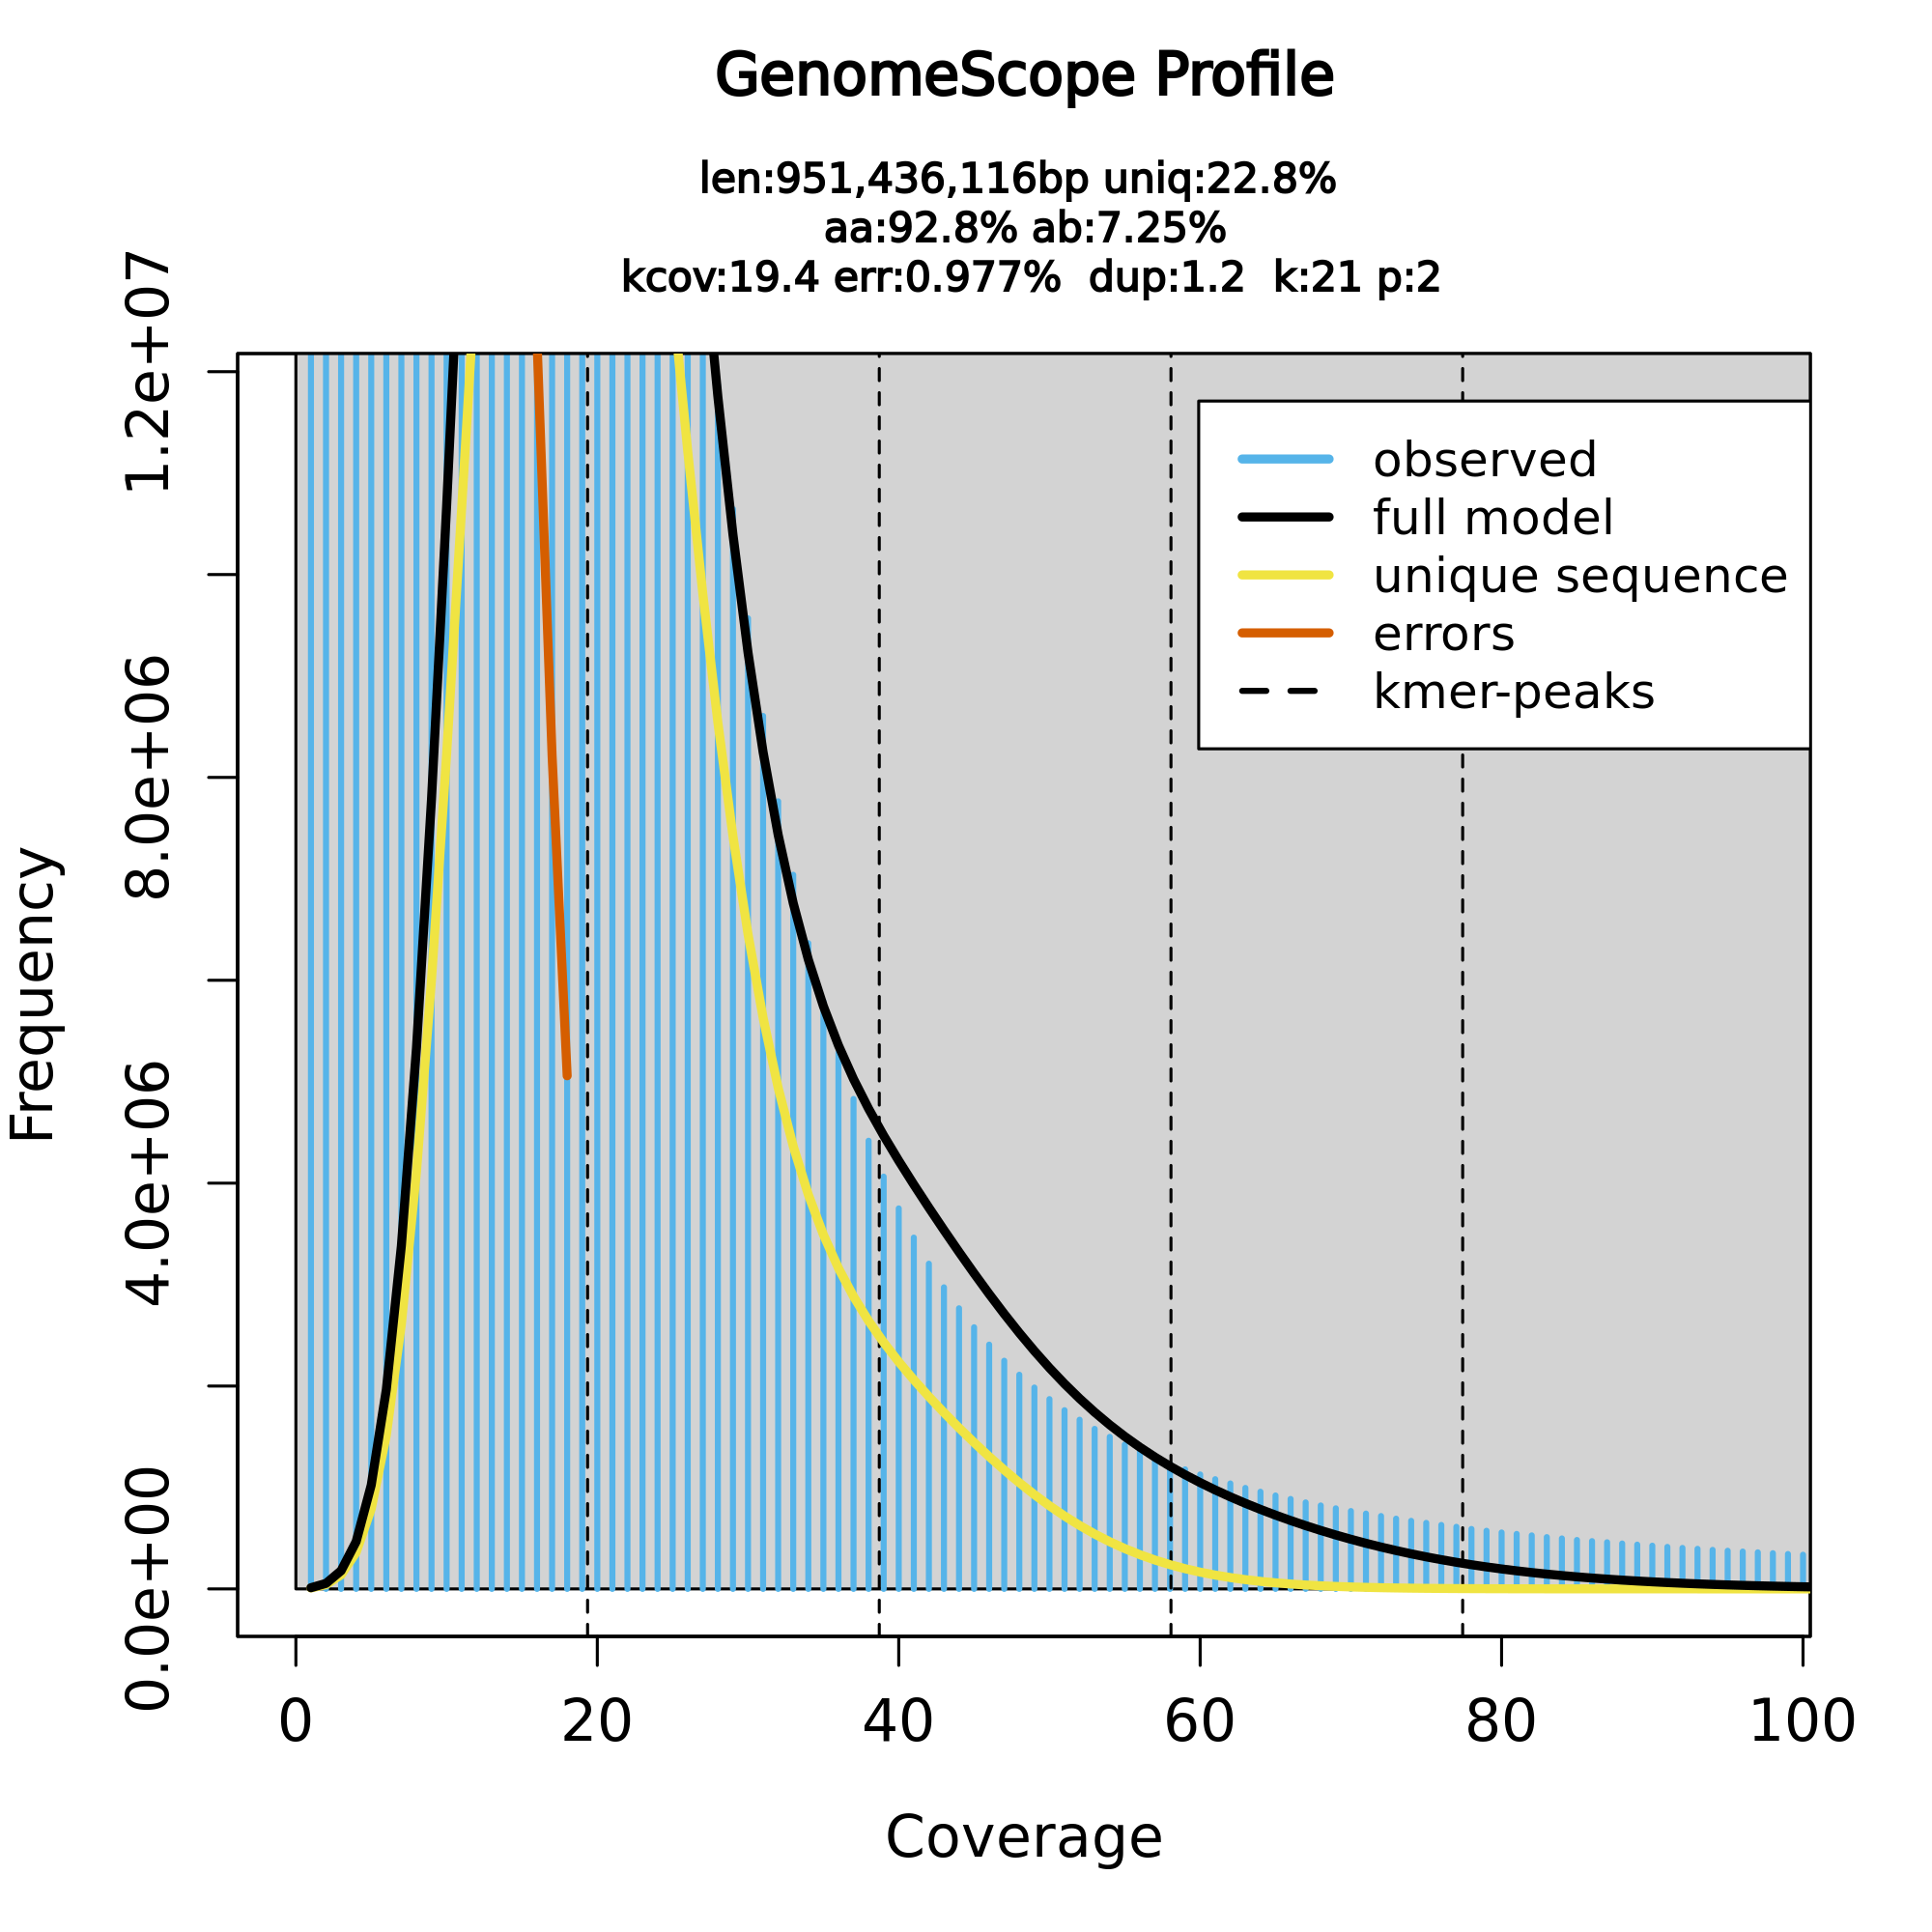 GenomeScope Profile
len:951,436,116bp uniq:22.8%
aa:92.8% ab:7.25%
kcov:19.4 err:0.977% dup:1.2 k:21 p:2
Frequency
1.2e+07
8.0e+06
4.0e+06
0.0e+00
observed
full model
unique sequence
errors
kmer-peaks
0 20 40 60 80 100
Coverage